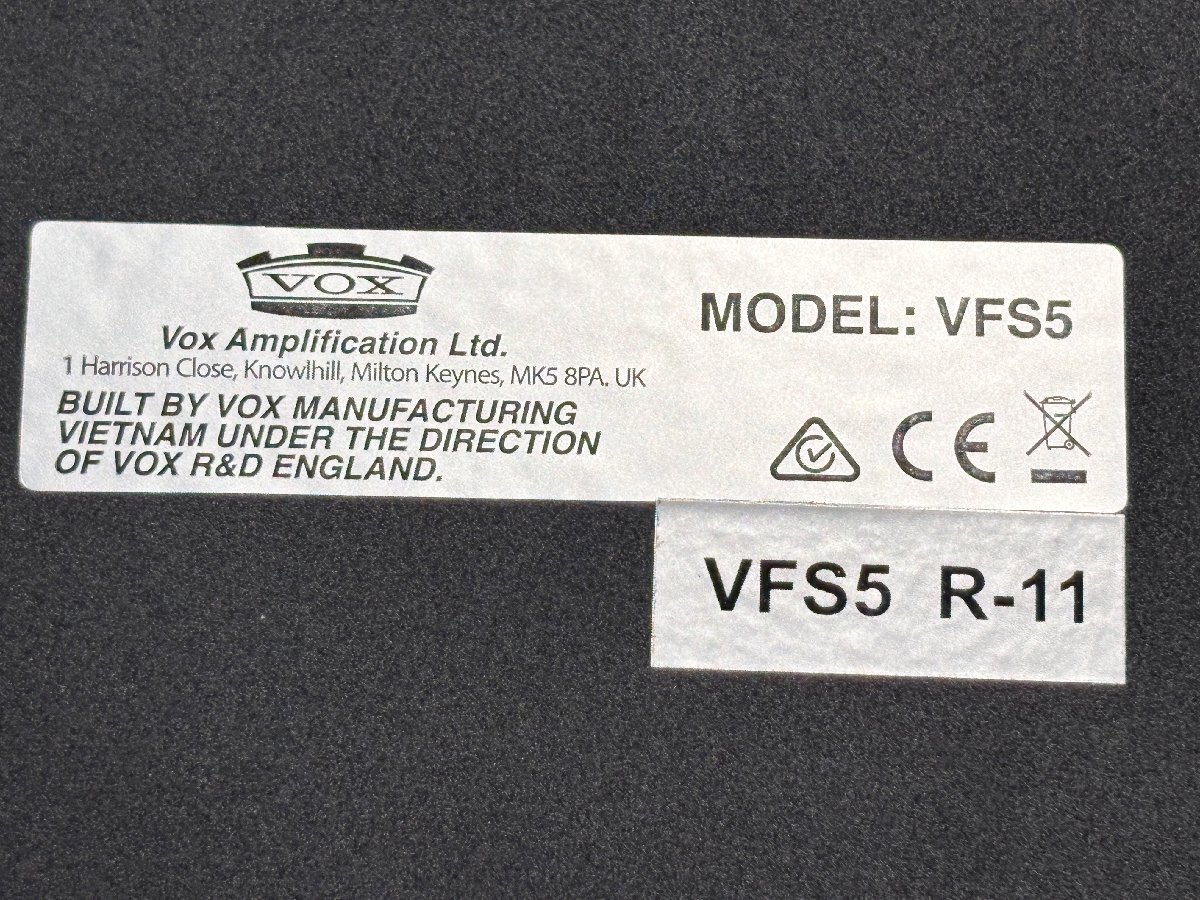 VOX
Vox Amplification Ltd.
1 Harrison Close, Knowlhill, Milton Keynes, MK5 8PA. UK
BUILT BY VOX MANUFACTURING
VIETNAM UNDER THE DIRECTION
OF VOX R&D ENGLAND.
MODEL: VFS5
CE
VFS5 R-11